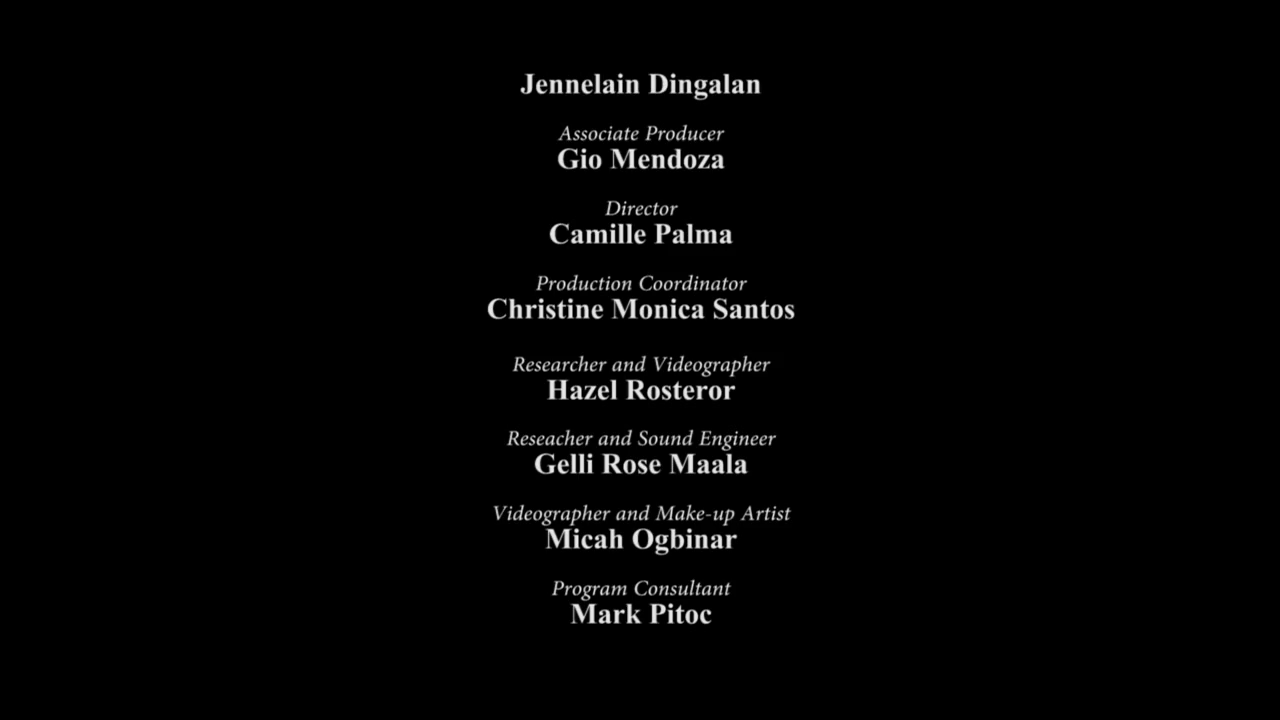 Jennelain Dingalan
Associate Producer
Gio Mendoza
Director
Camille Palma
Production Coordinator
Christine Monica Santos
Researcher and Videographer
Hazel Rosteror
Reseacher and Sound Engineer
Gelli Rose Maala
Videographer and Make-up Artist
Micah Ogbinar
Program Consultant
Mark Pitoc